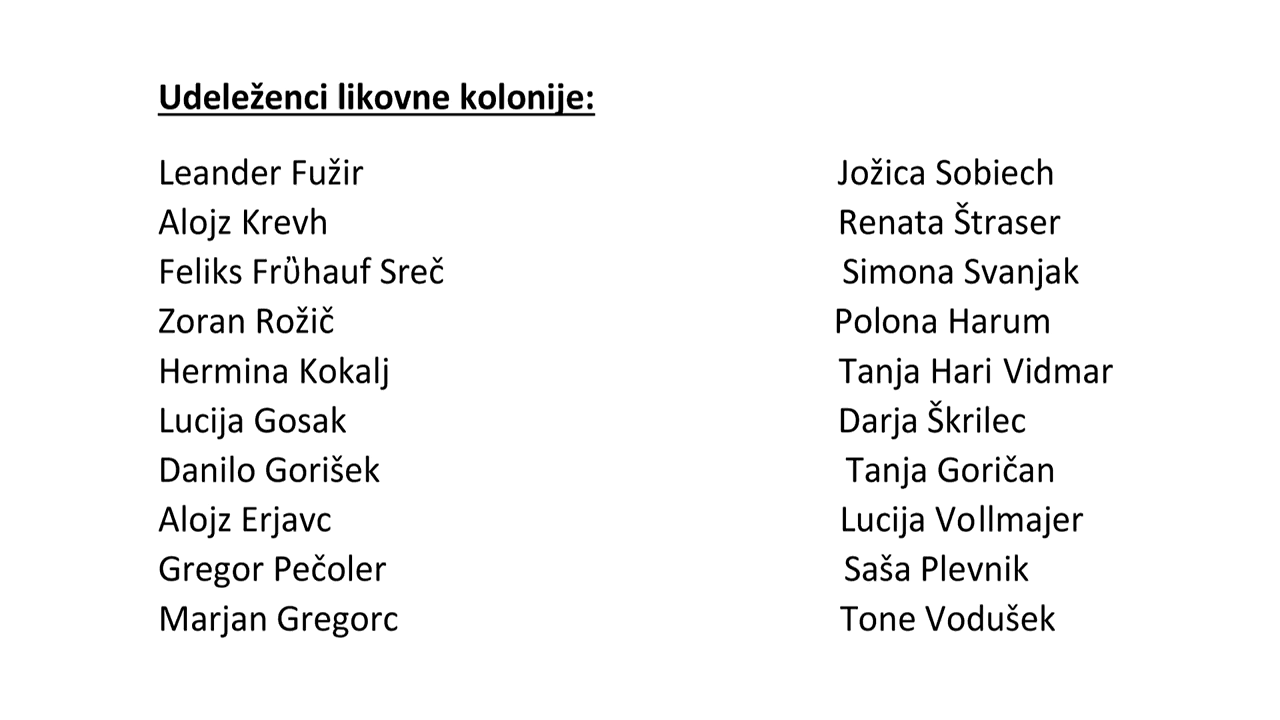 Udeleženci likovne kolonije:
Leander Fužir
Alojz Krevh
Feliks Frȕhauf Sreč
Zoran Rožič
Hermina Kokalj
Lucija Gosak
Danilo Gorišek
Alojz Erjavc
Gregor Pečoler
Marjan Gregorc
Jožica Sobiech
Renata Štraser
Simona Svanjak
Polona Harum
Tanja Hari Vidmar
Darja Škrilec
Tanja Goričan
Lucija Vollmajer
Saša Plevnik
Tone Vodušek